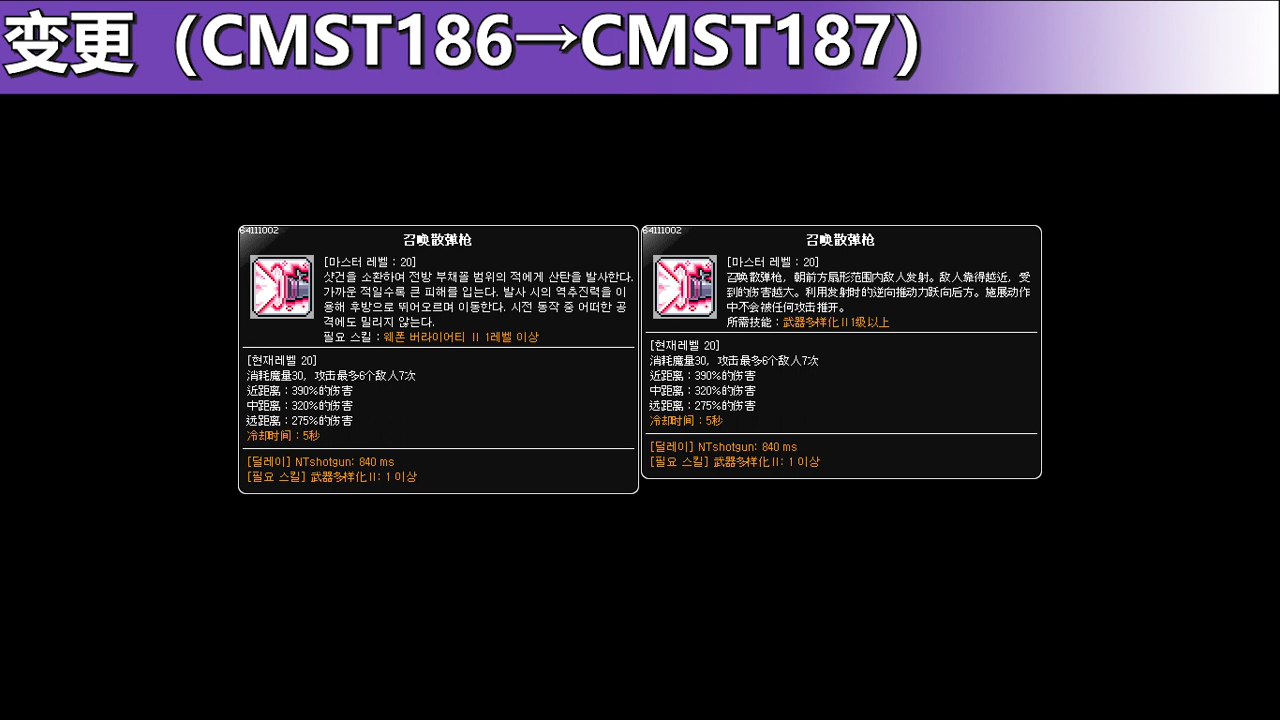 变更（CMST186→CMST187）
64111002
召唤散弹枪
[마스터 레벨 : 20]
샷건을 소환하여 전방 부채꼴 범위의 적에게 산탄을 발사한다.
가까운 적일수록 큰 피해를 입는다. 발사 시의 역추진력을 이
용해 후방으로 뛰어오르며 이동한다. 시전 동작 중 어떠한 공
격에도 밀리지 않는다.
필요 스킬 : 웨폰 버라이어티 Ⅱ 1레벨 이상
[현재레벨 20]
消耗魔量30，攻击最多6个敌人7次
近距离：390%的伤害
中距离：320%的伤害
远距离：275%的伤害
冷却时间：5秒
[딜레이] NTshotgun: 840 ms
[필요 스킬] 武器多样化Ⅱ: 1 이상
64111002
召唤散弹枪
[마스터 레벨 : 20]
召唤散弹枪，朝前方扇形范围内敌人发射。敌人靠得越近，受
到的伤害越大。利用发射时的逆向推动力跃向后方。施展动作
中不会被任何攻击推开。
所需技能：武器多样化Ⅱ1级以上
[현재레벨 20]
消耗魔量30，攻击最多6个敌人7次
近距离：390%的伤害
中距离：320%的伤害
远距离：275%的伤害
冷却时间：5秒
[딜레이] NTshotgun: 840 ms
[필요 스킬] 武器多样化Ⅱ: 1 이상